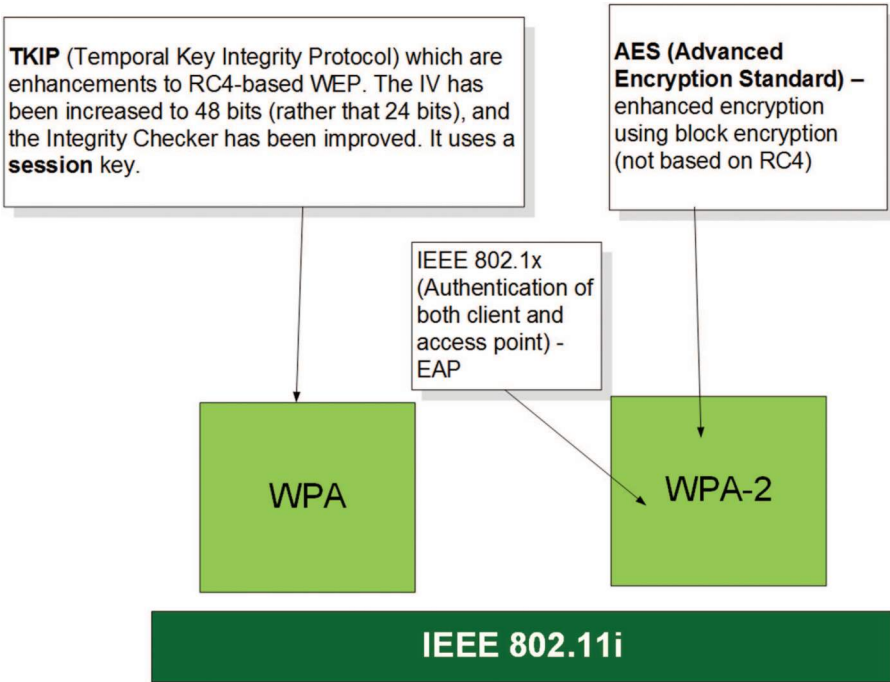 TKIP (Temporal Key Integrity Protocol) which are
enhancements to RC4-based WEP. The IV has
been increased to 48 bits (rather that 24 bits), and
the Integrity Checker has been improved. It uses a
session key.
AES (Advanced
Encryption Standard) –
enhanced encryption
using block encryption
(not based on RC4)
IEEE 802.1x
(Authentication of
both client and
access point) -
EAP
WPA
WPA-2
IEEE 802.11i